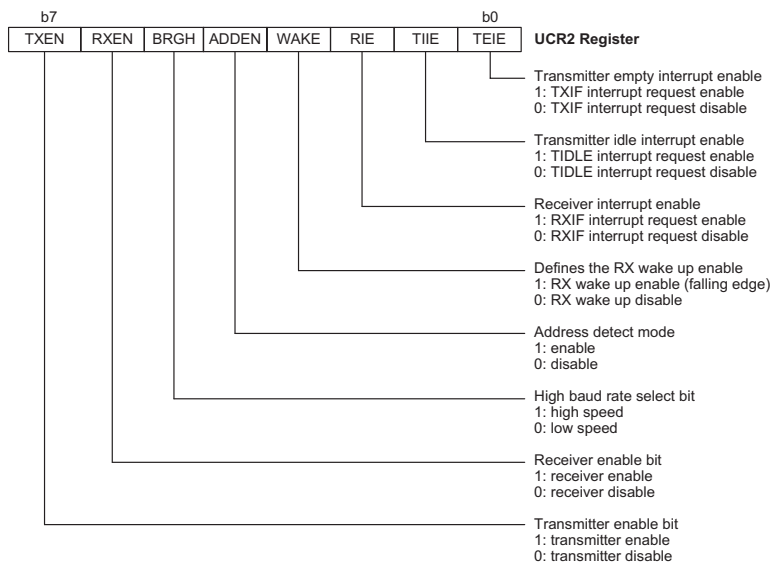 b7 b0
TXEN RXEN BRGH ADDEN WAKE RIE TIIE TEIE UCR2 Register
Transmitter empty interrupt enable
1: TXIF interrupt request enable
0: TXIF interrupt request disable
Transmitter idle interrupt enable
1: TIDLE interrupt request enable
0: TIDLE interrupt request disable
Receiver interrupt enable
1: RXIF interrupt request enable
0: RXIF interrupt request disable
Defines the RX wake up enable
1: RX wake up enable (falling edge)
0: RX wake up disable
Address detect mode
1: enable
0: disable
High baud rate select bit
1: high speed
0: low speed
Receiver enable bit
1: receiver enable
0: receiver disable
Transmitter enable bit
1: transmitter enable
0: transmitter disable